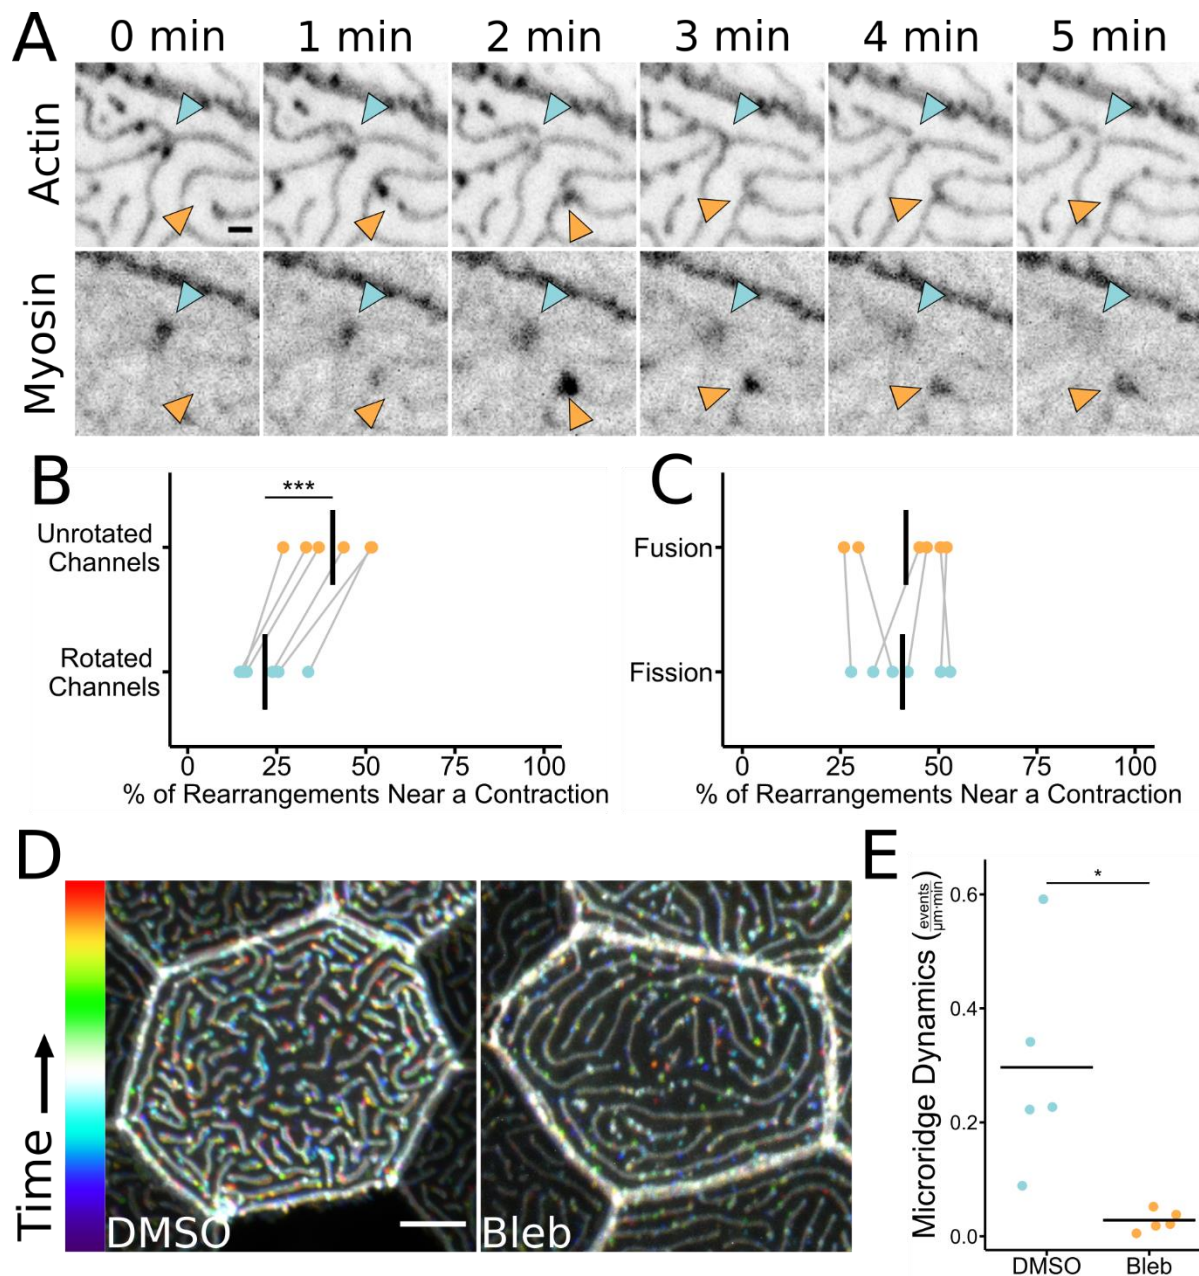 A
0 min 1 min 2 min 3 min 4 min 5 min
Actin
Myosin
B
***
Unrotated
Channels
Rotated
Channels
0 25 50 75 100
% of Rearrangements Near a Contraction
C
Fusion
Fission
0 25 50 75 100
% of Rearrangements Near a Contraction
D
Time
DMSO
Bleb
E
Microridge Dynamics (events/μm·min)
*
0.6
0.4
0.2
0.0
DMSO Bleb